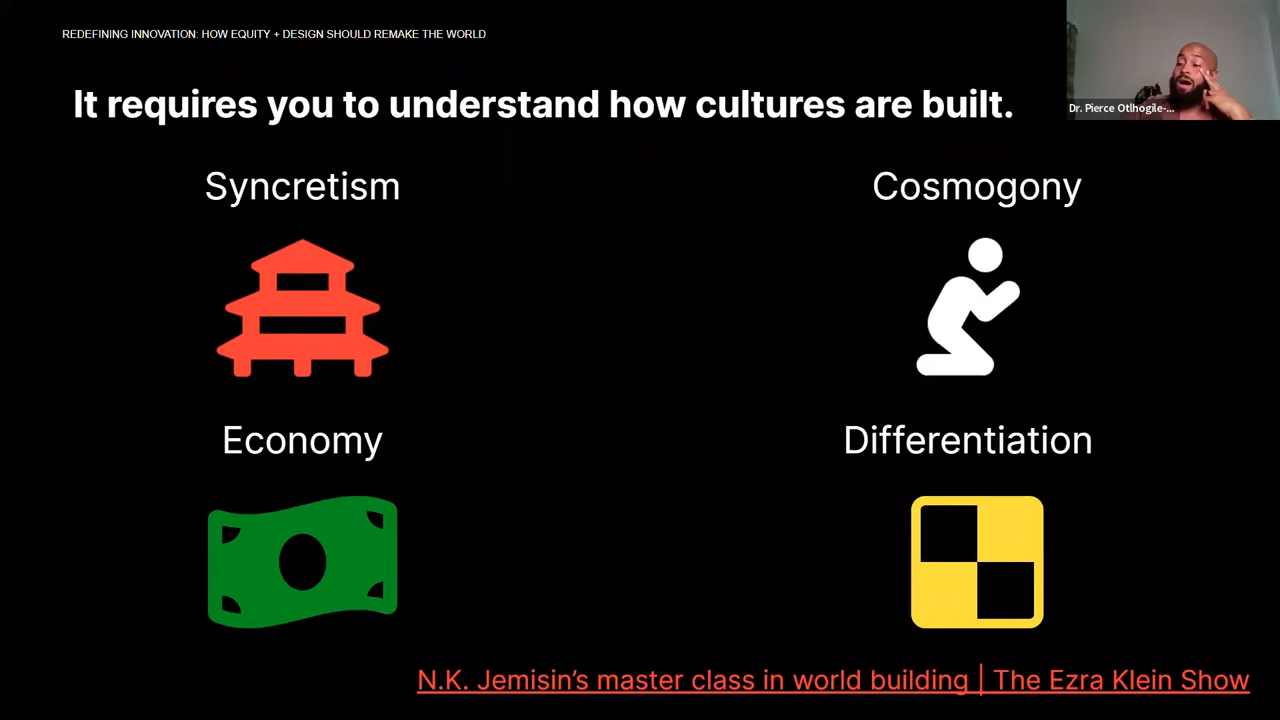 REDEFINING INNOVATION: HOW EQUITY + DESIGN SHOULD REMAKE THE WORLD
It requires you to understand how cultures are built.
Dr. Pierce Otlhogile-...
Syncretism
Cosmogony
Economy
Differentiation
N.K. Jemisin’s master class in world building | The Ezra Klein Show